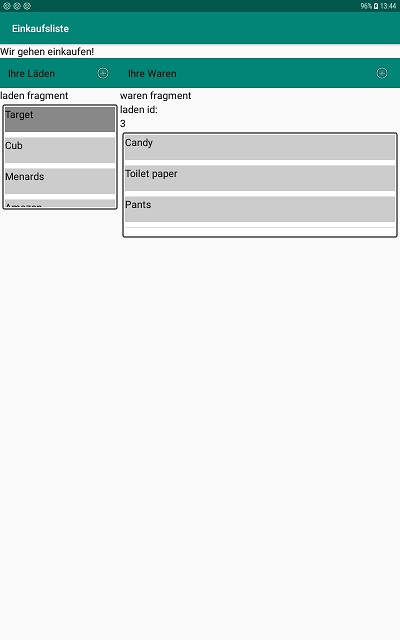 96% 13:44
Einkaufsliste
Wir gehen einkaufen!
Ihre Läden
Ihre Waren
laden fragment
Target
Cub
Menards
Amazon
waren fragment
laden id:
3
Candy
Toilet paper
Pants